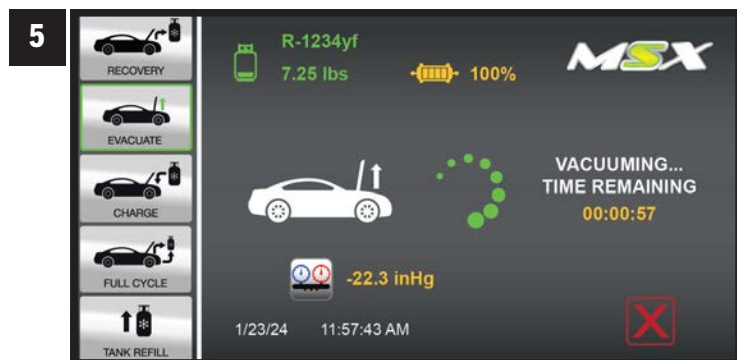 5
RECOVERY
EVACUATE
CHARGE
FULL CYCLE
TANK REFILL
R-1234yf
7.25 lbs
100%
MSX
VACUUMING...
TIME REMAINING
00:00:57
-22.3 inHg
1/23/24 11:57:43 AM